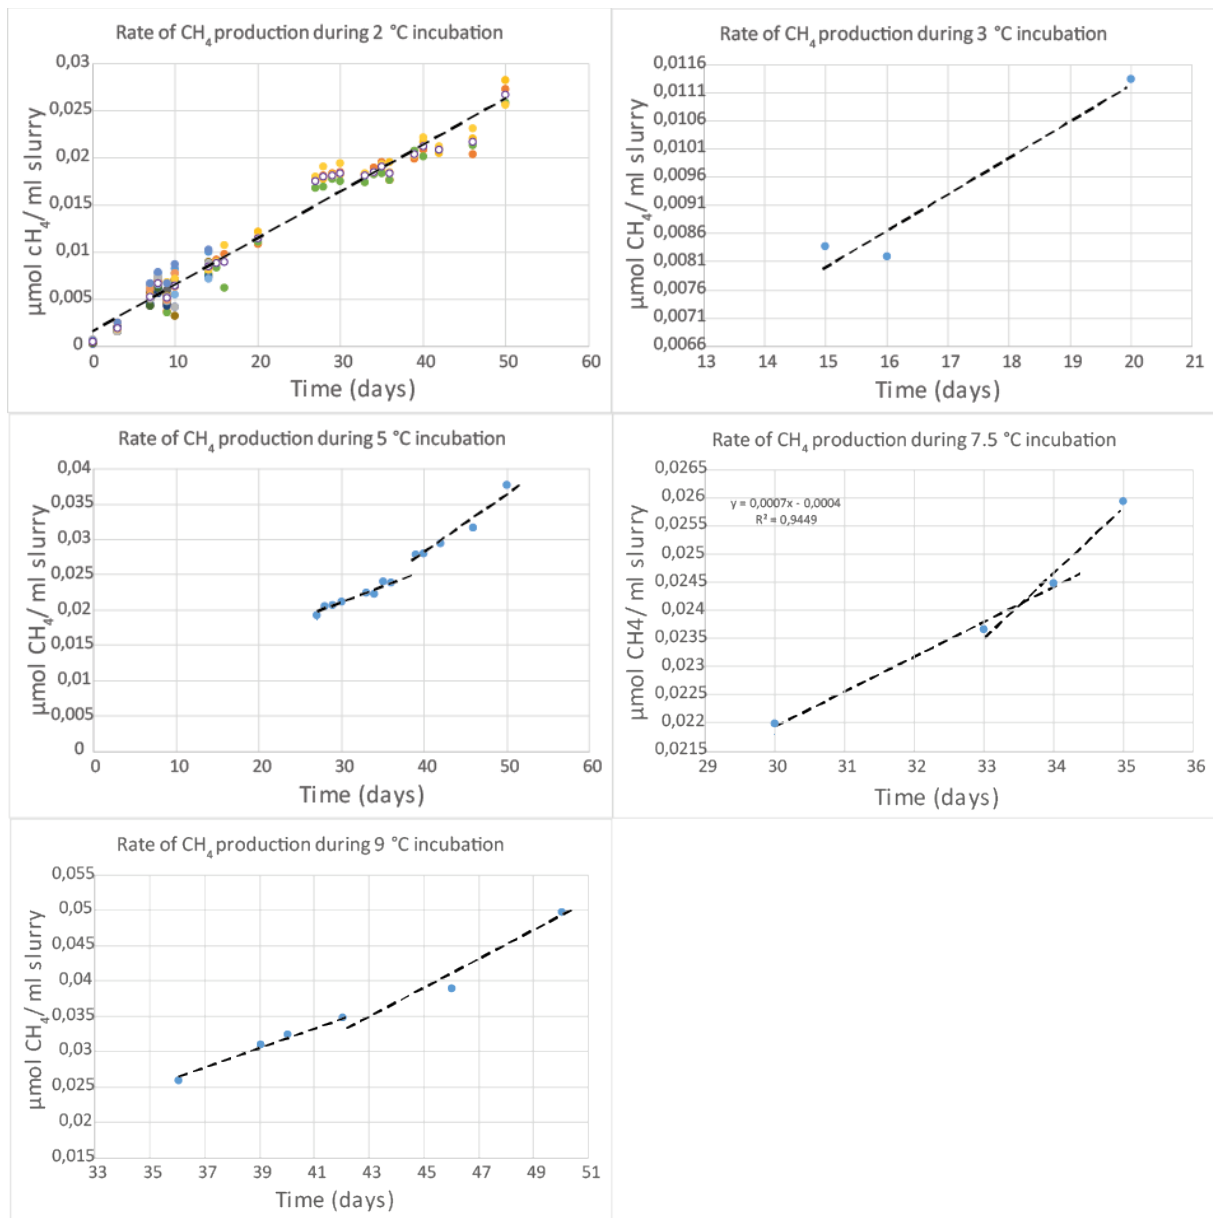 Rate of CH4 production during 2 °C incubation
0,03
0,025
0,02
0,015
0,01
0,005
0
μmol cH4/ ml slurry
0 10 20 30 40 50 60
Time (days)
Rate of CH4 production during 3 °C incubation
0,0116
0,0111
0,0106
0,0101
0,0096
0,0091
0,0086
0,0081
0,0076
0,0071
0,0066
μmol CH4/ ml slurry
13 14 15 16 17 18 19 20 21
Time (days)
Rate of CH4 production during 5 °C incubation
0,04
0,035
0,03
0,025
0,02
0,015
0,01
0,005
0
μmol CH4/ ml slurry
0 10 20 30 40 50 60
Time (days)
Rate of CH4 production during 7.5 °C incubation
0,0265
0,026
0,0255
0,025
0,0245
0,024
0,0235
0,023
0,0225
0,022
0,0215
μmol CH4/ ml slurry
y = 0,0007x - 0,0004
R² = 0,9449
29 30 31 32 33 34 35 36
Time (days)
Rate of CH4 production during 9 °C incubation
0,055
0,05
0,045
0,04
0,035
0,03
0,025
0,02
0,015
μmol CH4/ ml slurry
33 35 37 39 41 43 45 47 49 51
Time (days)